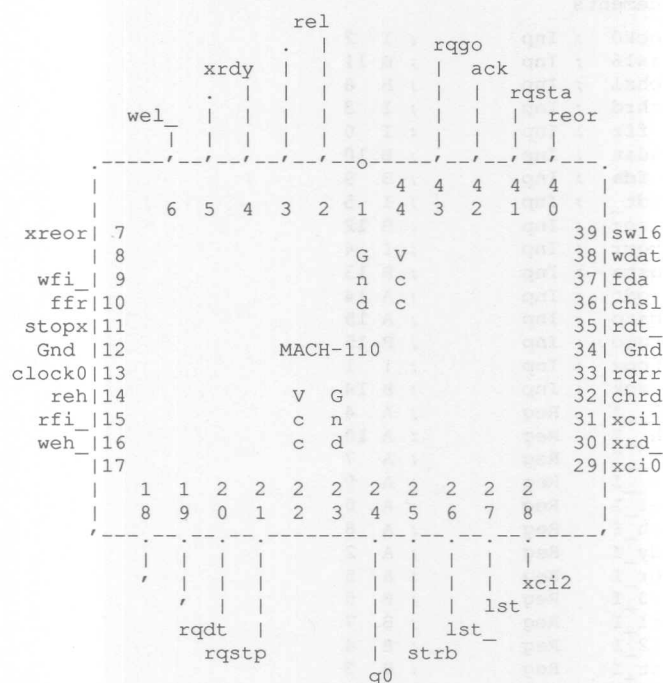 rel
. rqgo
xrdy | | | ack
. | | | | | rqsta
wel_ | | | | | | | reor
| | | | | | | | |
.----,---,---,---,---,-----o-------,---,---,---,---.
| 4 4 4 4 4 |
| 6 5 4 3 2 1 4 3 2 1 0 |
xreor| 7 39|sw16
| 8 G V 38|wdat
wfi_| 9 n c 37|fda
ffr|10 d c 36|chsl
stopx|11 35|rdt_
Gnd |12 MACH-110 34| Gnd
clock0|13 33|rqrr
reh|14 V G 32|chrd
rfi_|15 c n 31|xci1
weh_|16 c d 30|xrd_
|17 29|xci0
| 1 1 2 2 2 2 2 2 2 2 2 |
| 8 9 0 1 2 3 4 5 6 7 8 |
'----.---.---.---.-----------.---.---.---.---.-----'
| | | | | | | | |
' | | | | | | | xci2
' | | | | | lst
rqdt | | | lst_
rqstp | strb
q0